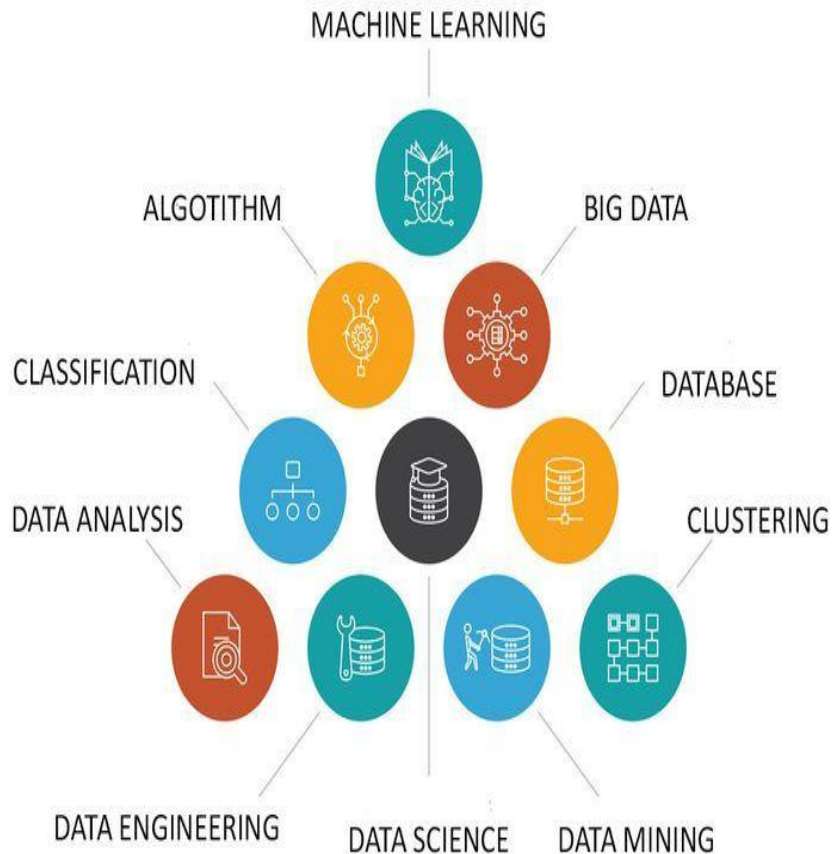 MACHINE LEARNING
ALGOTITHM
BIG DATA
CLASSIFICATION
DATABASE
DATA ANALYSIS
CLUSTERING
DATA ENGINEERING
DATA SCIENCE
DATA MINING